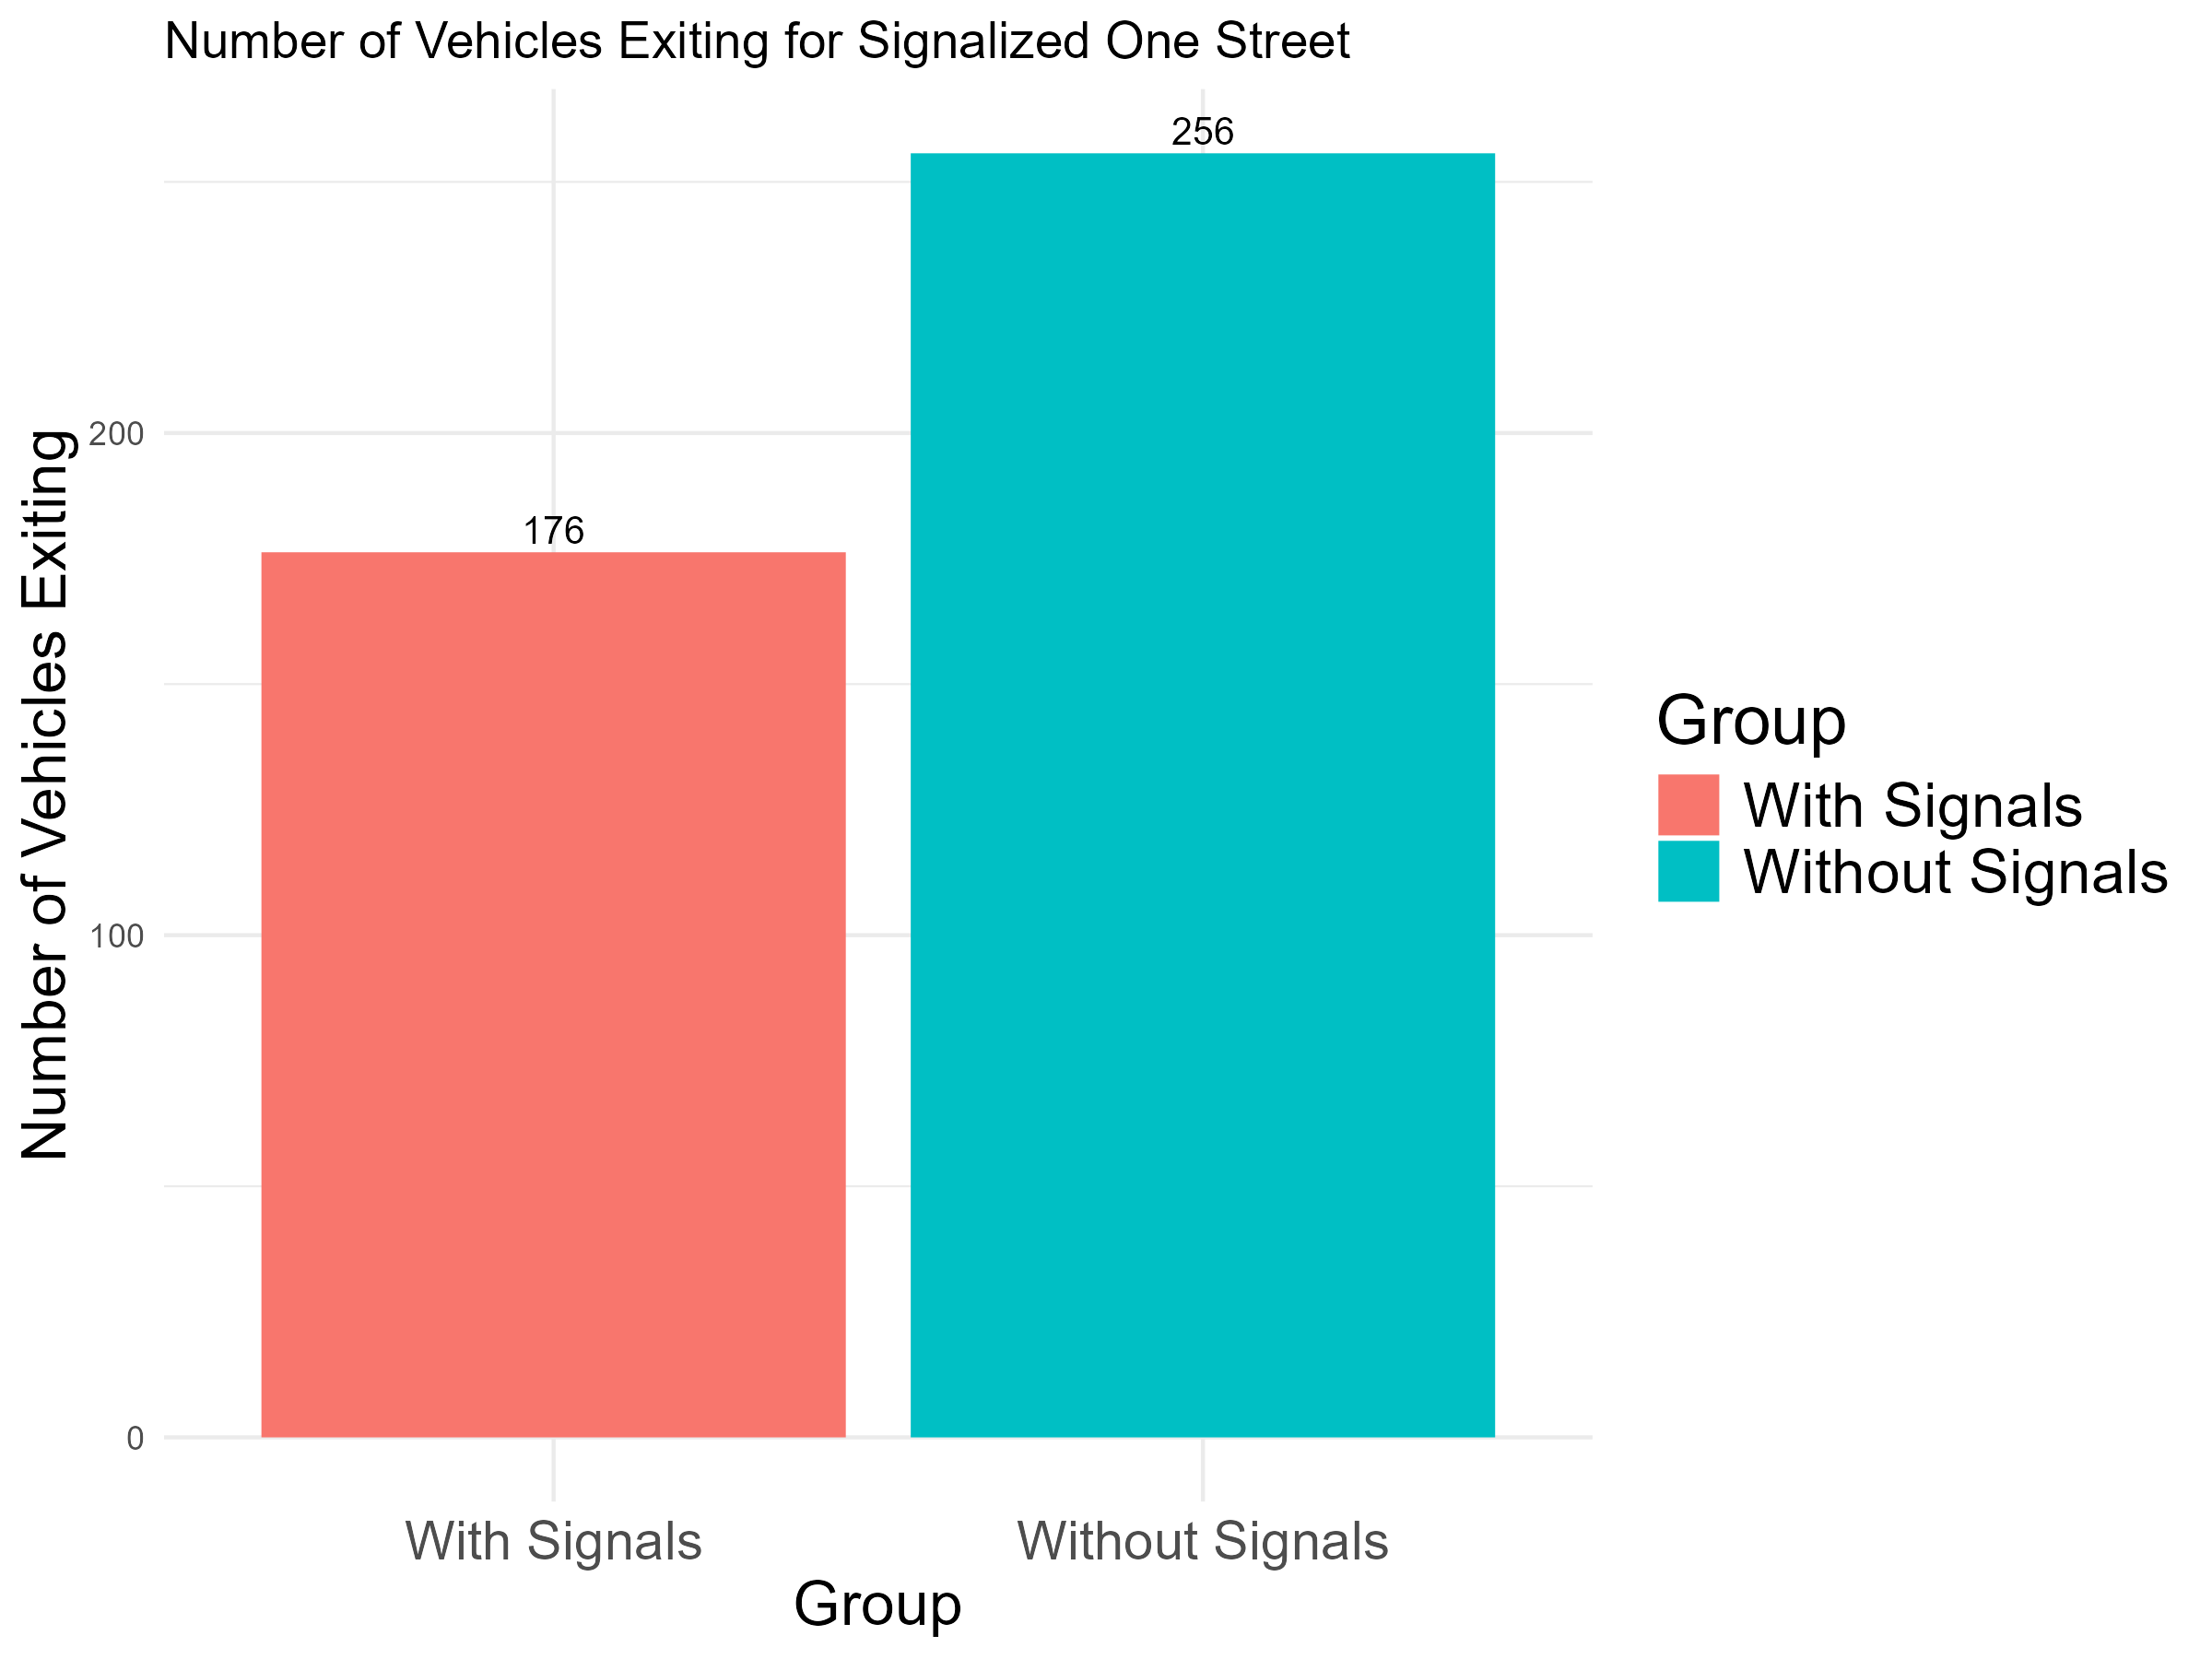 Number of Vehicles Exiting for Signalized One Street
256
200
176
100
0
Number of Vehicles Exiting
With Signals
Without Signals
Group
Group
With Signals
Without Signals